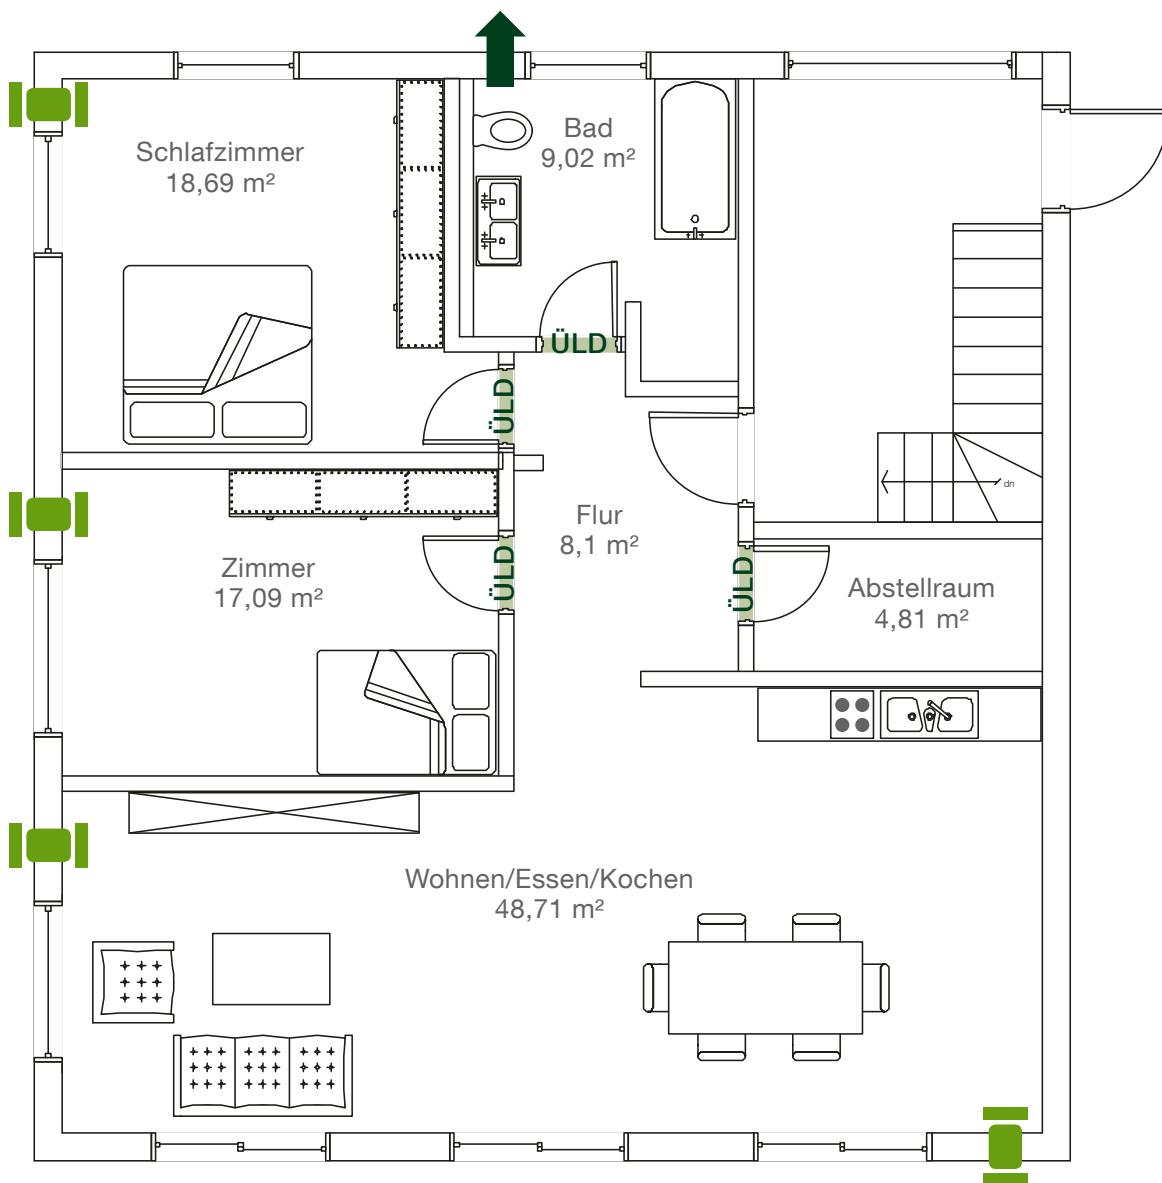 Schlafzimmer
18,69 m²
Bad
9,02 m²
ÜLD
ÜLD
dn
Flur
8,1 m²
Zimmer
17,09 m²
ÜLD
ÜLD
Abstellraum
4,81 m²
Wohnen/Essen/Kochen
48,71 m²